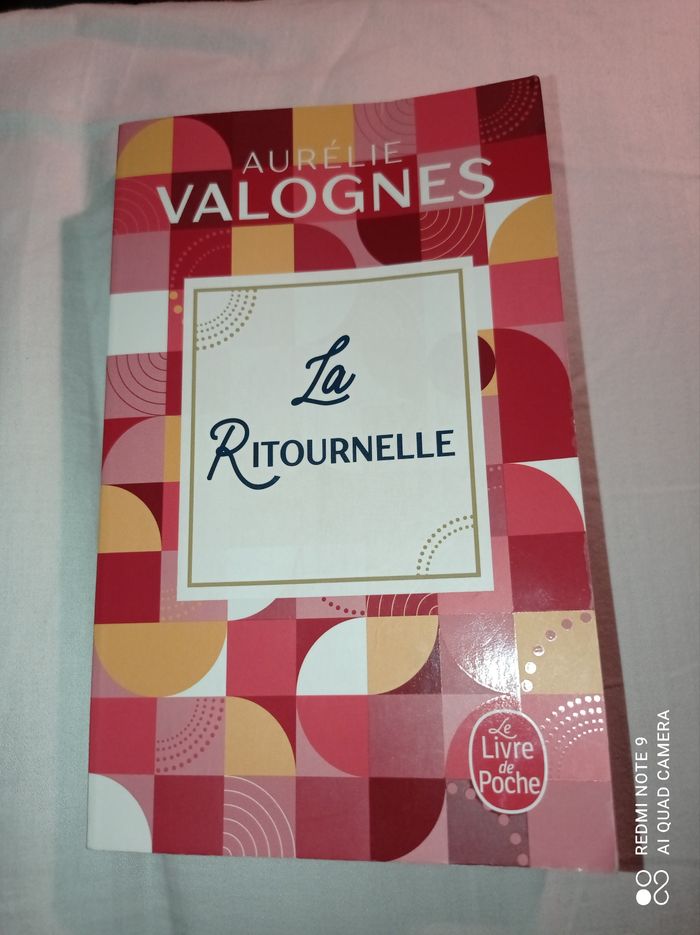 AURÉLIE
VALOGNES
La
RITOURNELLE
Le
Livre
de
Poche
REDMI NOTE 9
AI QUAD CAMERA